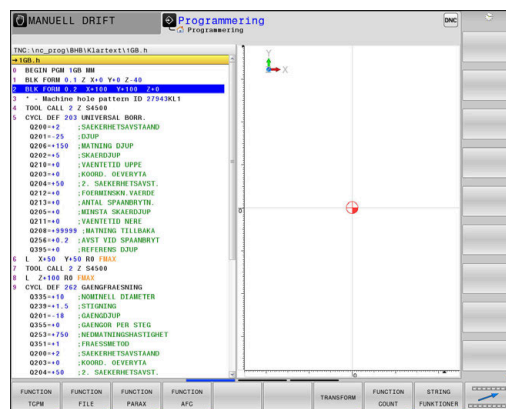 MANUELL DRIFT
Programmering
Programmering
DNC
TNC:\nc_prog\BHB\Klartext\1GB.h
→1GB.h
0 BEGIN PGM 1GB MM
1 BLK FORM 0.1 Z X+0 Y+0 Z-40
2 BLK FORM 0.2 X+100 Y+100 Z+0
3 * - Machine hole pattern ID 27943KL1
4 TOOL CALL 2 Z S4500
5 CYCL DEF 203 UNIVERSAL BORR.
Q200=+2 ;SAEKERHETSAVSTAAND
Q201=-25 ;DJUP
Q206=+150 ;MATNING DJUP
Q202=+5 ;SKAERDJUP
Q210=+0 ;VAENTETID UPPE
Q203=+0 ;KOORD. OEVERYTA
Q204=+50 ;2. SAEKERHETSAVST.
Q212=+0 ;FOERMINSKN.VAERDE
Q213=+0 ;ANTAL SPAANBRYTN.
Q205=+0 ;MINSTA SKAERDJUP
Q211=+0 ;VAENTETID NERE
Q208=+99999 ;MATNING TILLBAKA
Q256=+0.2 ;AVST VID SPAANBRYT
Q395=+0 ;REFERENS DJUP
6 L X+50 Y+50 R0 FMAX
7 TOOL CALL 2 Z S4500
8 L Z+100 R0 FMAX
9 CYCL DEF 262 GAENGFRAESNING
Q335=+10 ;NOMINELL DIAMETER
Q239=+1.5 ;STIGNING
Q201=-18 ;GAENGDJUP
Q355=+0 ;GAENGOR PER STEG
Q253=+750 ;NEDMATNINGSHASTIGHET
Q351=+1 ;FRAESSMETOD
Q200=+2 ;SAEKERHETSAVSTAAND
Q203=+0 ;KOORD. OEVERYTA
Q204=+50 ;2. SAEKERHETSAVST.
Y
X
0
0
FUNCTION TCPM
FUNCTION FILE
FUNCTION PARAX
FUNCTION AFC
TRANSFORM
FUNCTION COUNT
STRING FUNKTIONER